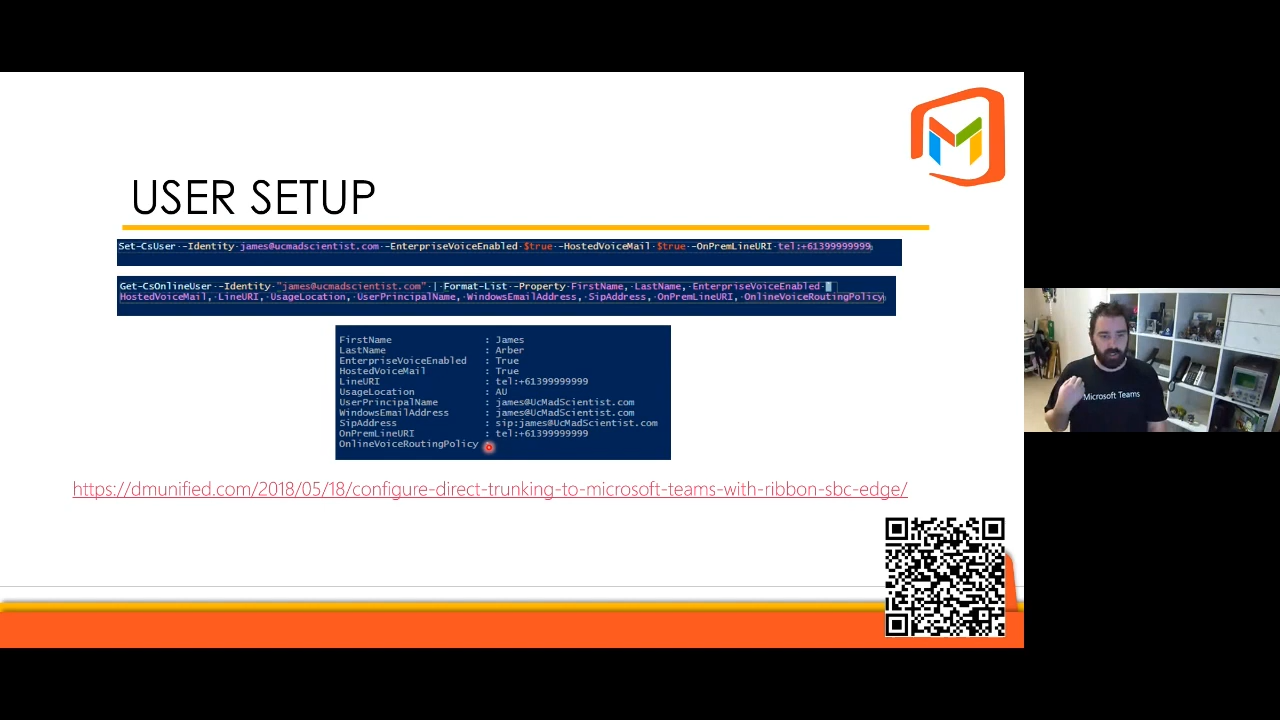 USER SETUP
Set-CsUser -Identity james@ucmadscientist.com -EnterpriseVoiceEnabled $true -HostedVoiceMail $true -OnPremLineURI tel:+61399999999
Get-CsOnlineUser -Identity "james@ucmadscientist.com" | Format-List -Property FirstName, LastName, EnterpriseVoiceEnabled
HostedVoiceMail, LineURI, UsageLocation, UserPrincipalName, WindowsEmailAddress, SipAddress, OnPremLineURI, OnlineVoiceRoutingPolicy
FirstName : James
LastName : Arber
EnterpriseVoiceEnabled : True
HostedVoiceMail : True
LineURI : tel:+61399999999
UsageLocation : AU
UserPrincipalName : james@UcMadScientist.com
WindowsEmailAddress : james@UcMadScientist.com
SipAddress : sip:james@UcMadScientist.com
OnPremLineURI : tel:+61399999999
OnlineVoiceRoutingPolicy
https://dmunified.com/2018/05/18/configure-direct-trunking-to-microsoft-teams-with-ribbon-sbc-edge/
Microsoft Teams